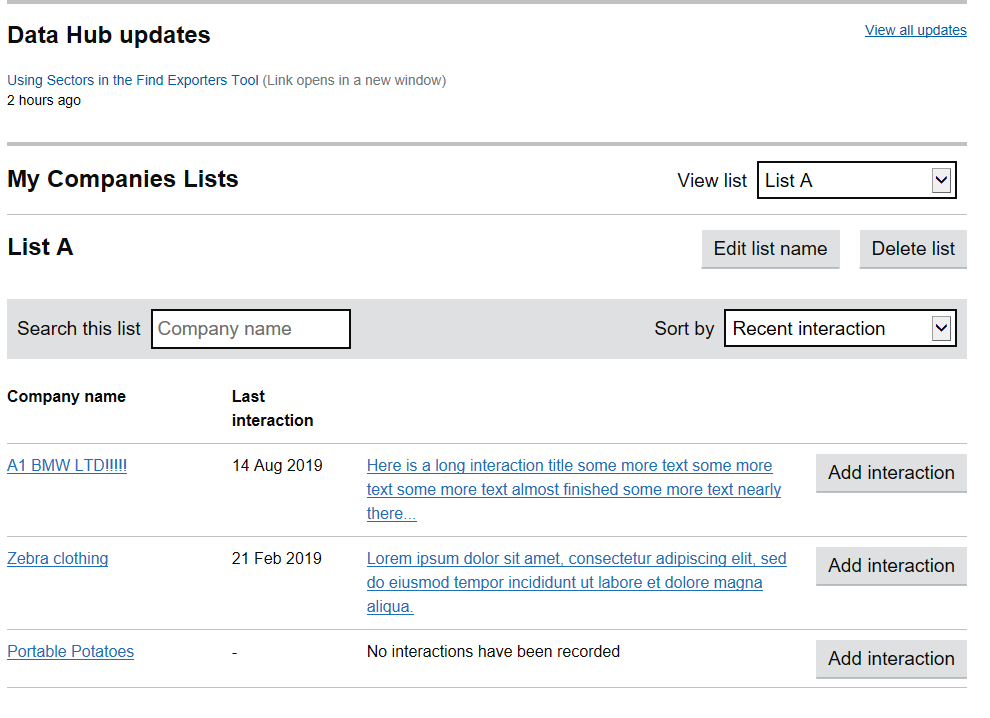 Data Hub updates
View all updates
Using Sectors in the Find Exporters Tool (Link opens in a new window)
2 hours ago
My Companies Lists
View list List A
List A
Edit list name Delete list
Search this list Company name Sort by Recent interaction
Company name Last
interaction
A1 BMW LTD!!!!! 14 Aug 2019 Here is a long interaction title some more text some more Add interaction
text some more text almost finished some more text nearly
there...
Zebra clothing 21 Feb 2019 Lorem ipsum dolor sit amet, consectetur adipiscing elit, sed Add interaction
do eiusmod tempor incididunt ut labore et dolore magna
aliqua.
Portable Potatoes - No interactions have been recorded Add interaction